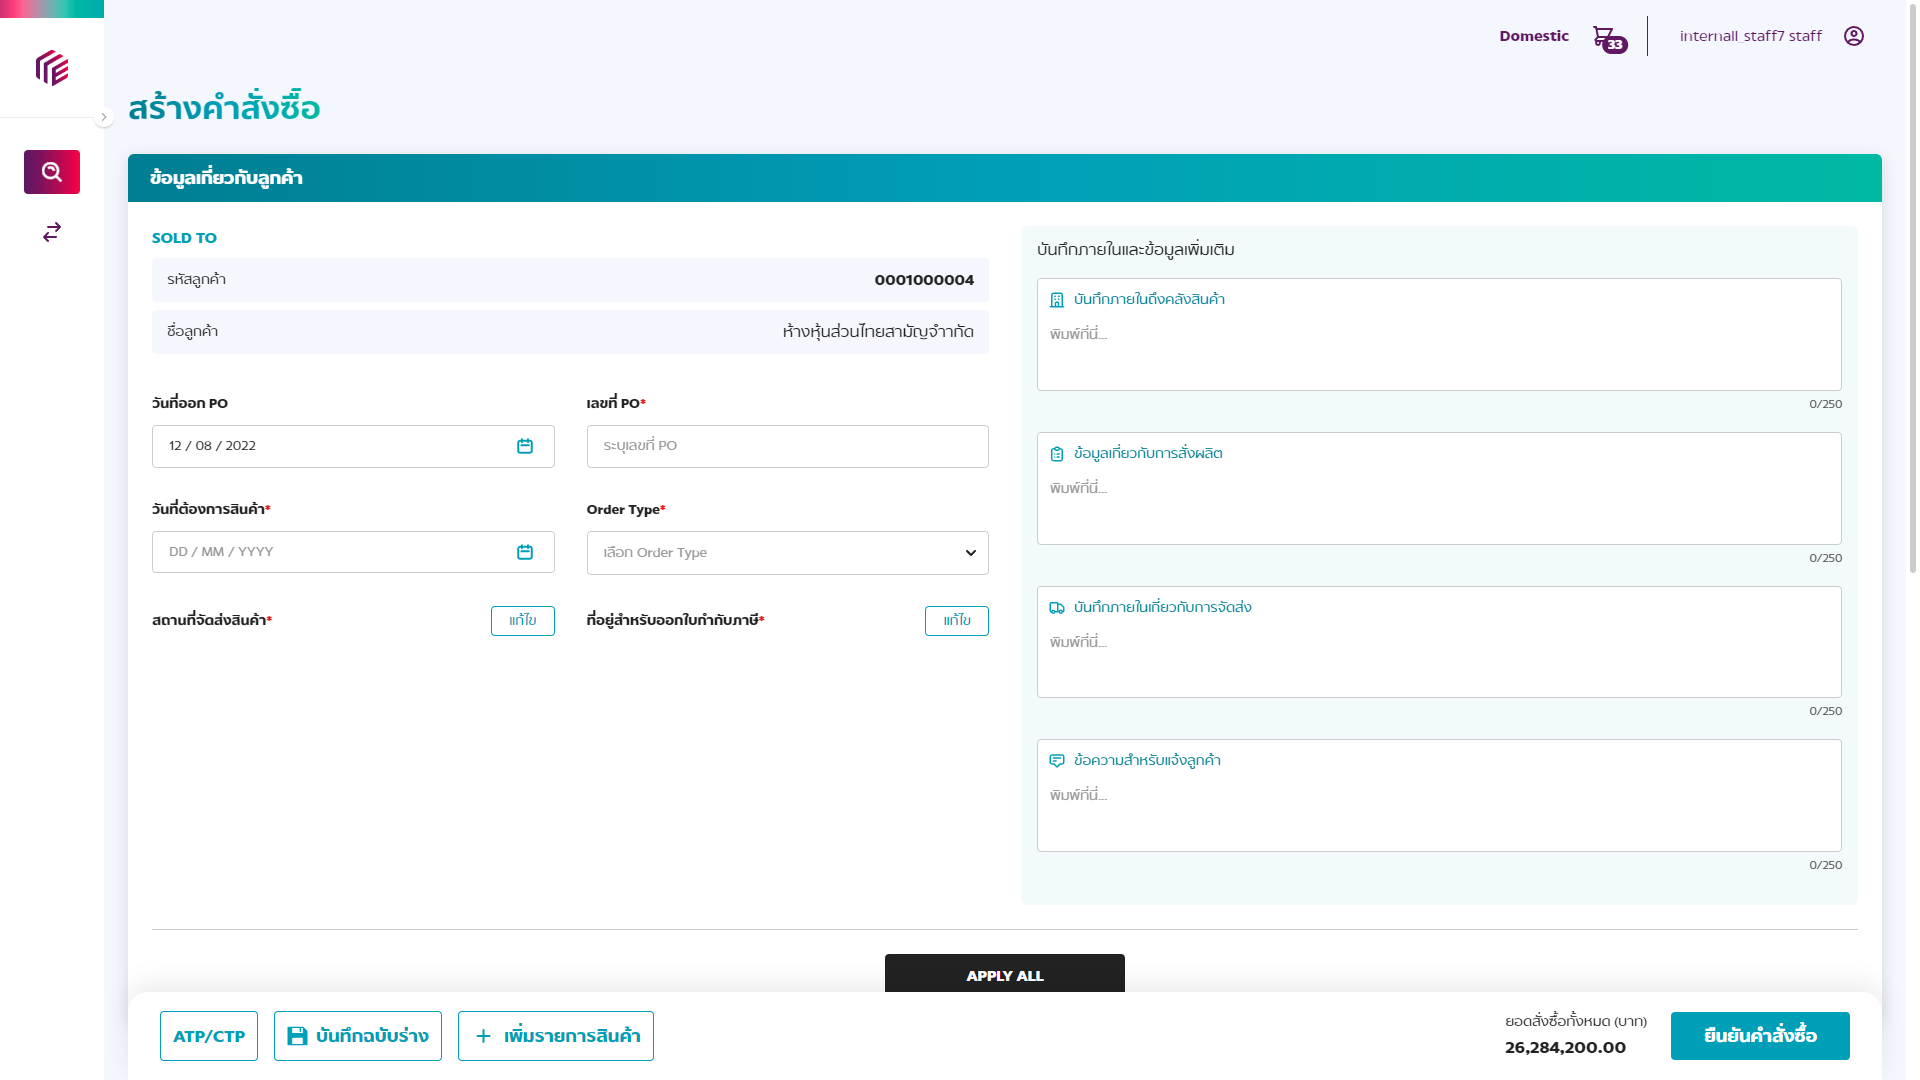 Domestic
33
internall_staff7 staff
สร้างคำสั่งซื้อ
ข้อมูลเกี่ยวกับลูกค้า
SOLD TO
รหัสลูกค้า 0001000004
ชื่อลูกค้า ห้างหุ้นส่วนไทยสามัญจำากัด
วันที่ออก PO
12 / 08 / 2022
เลขที่ PO*
ระบุเลขที่ PO
วันที่ต้องการสินค้า*
DD / MM / YYYY
Order Type*
เลือก Order Type
สถานที่จัดส่งสินค้า* แก้ไข
ที่อยู่สำหรับออกใบกำกับภาษี* แก้ไข
บันทึกภายในและข้อมูลเพิ่มเติม
บันทึกภายในถึงคลังสินค้า
พิมพ์ที่นี่...
0/250
ข้อมูลเกี่ยวกับการสั่งผลิต
พิมพ์ที่นี่...
0/250
บันทึกภายในเกี่ยวกับการจัดส่ง
พิมพ์ที่นี่...
0/250
ข้อความสำหรับแจ้งลูกค้า
พิมพ์ที่นี่...
0/250
APPLY ALL
ATP/CTP
บันทึกฉบับร่าง
เพิ่มรายการสินค้า
ยอดสั่งซื้อทั้งหมด (บาท)
26,284,200.00
ยืนยันคำสั่งซื้อ